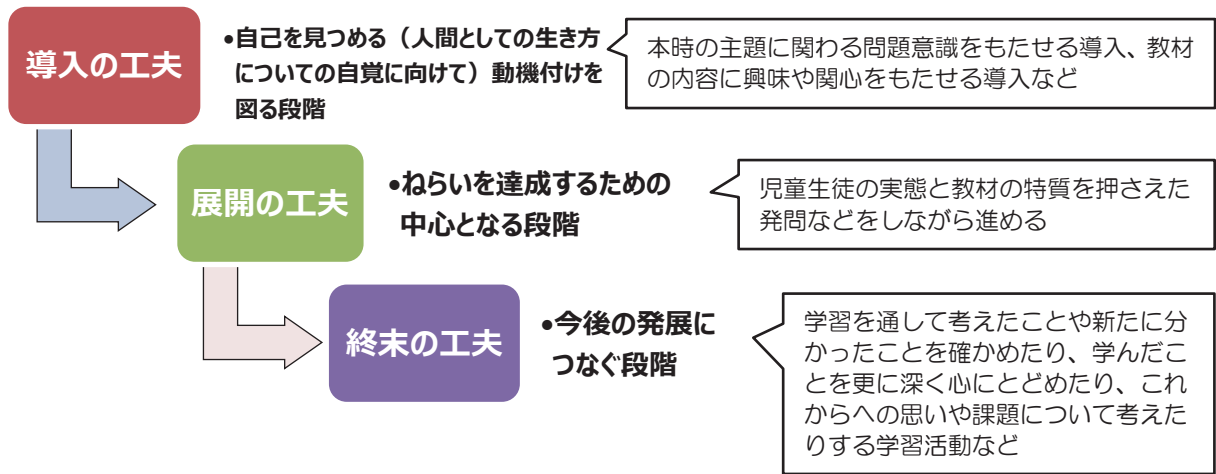 導入の工夫
•自己を見つめる（人間としての生き方
についての自覚に向けて）動機付けを
図る段階
本時の主題に関わる問題意識をもたせる導入、教材
の内容に興味や関心をもたせる導入など
展開の工夫
•ねらいを達成するための
中心となる段階
児童生徒の実態と教材の特質を押さえた
発問などをしながら進める
終末の工夫
•今後の発展に
つなぐ段階
学習を通して考えたことや新たに分
かったことを確かめたり、学んだこ
とを更に深く心にとどめたり、これ
からへの思いや課題について考えた
りする学習活動など